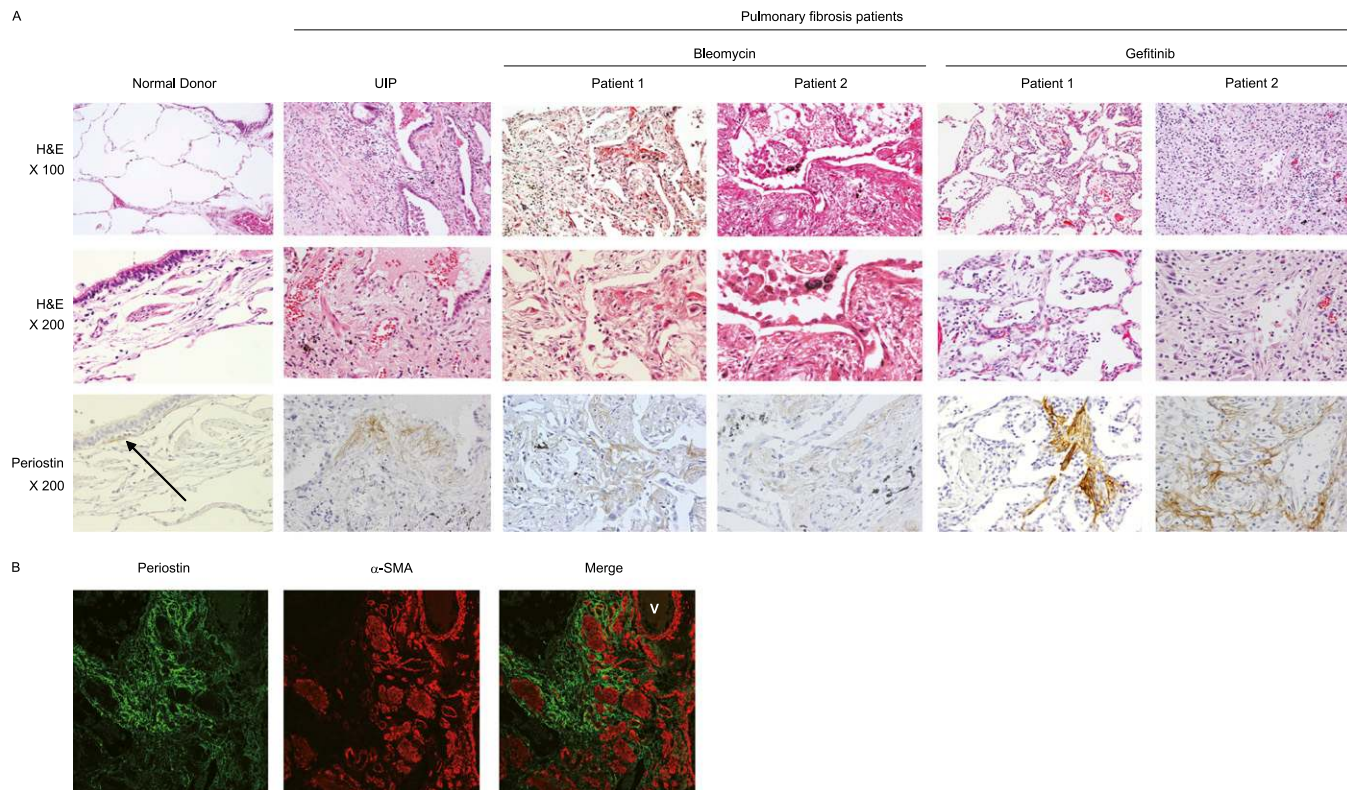 A
Pulmonary fibrosis patients
Bleomycin
Gefitinib
Normal Donor
UIP
Patient 1
Patient 2
Patient 1
Patient 2
H&E
X 100
H&E
X 200
Periostin
X 200
B
Periostin
α-SMA
Merge
V